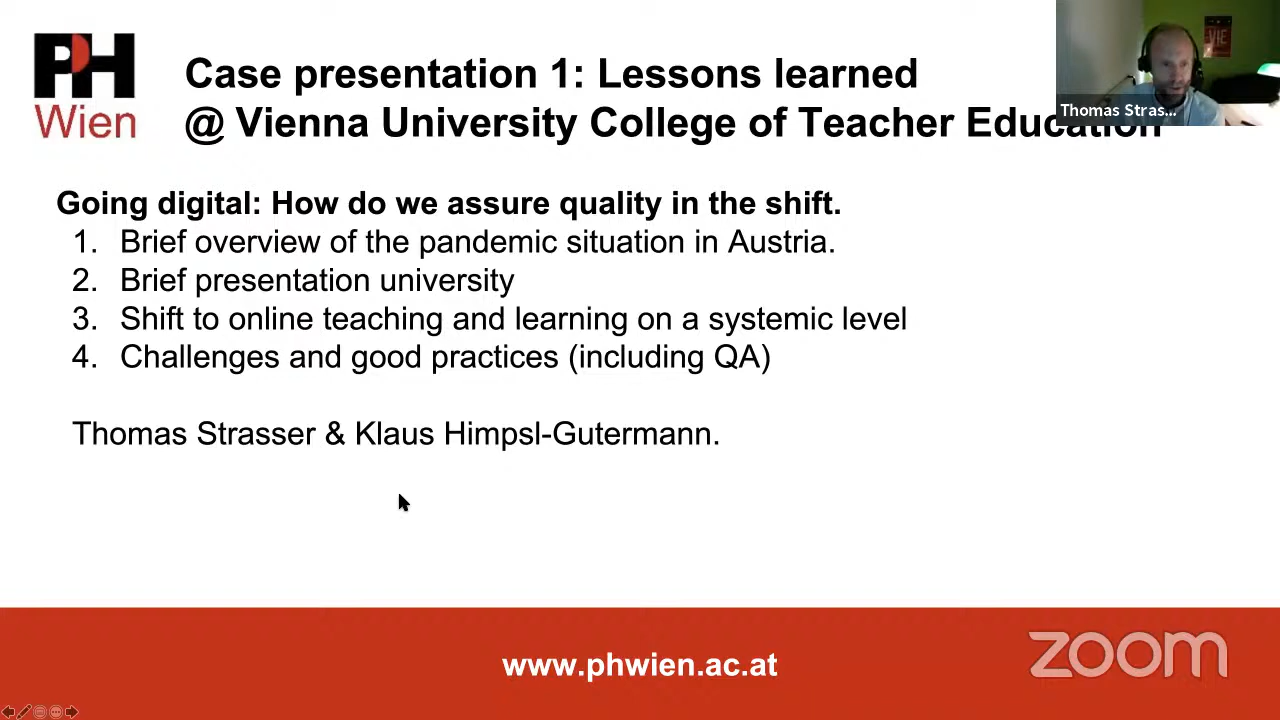 PH
Wien
Case presentation 1: Lessons learned
@ Vienna University College of Teacher Education
VIE
Thomas Stras...
Going digital: How do we assure quality in the shift.
1. Brief overview of the pandemic situation in Austria.
2. Brief presentation university
3. Shift to online teaching and learning on a systemic level
4. Challenges and good practices (including QA)
Thomas Strasser & Klaus Himpsl-Gutermann.
www.phwien.ac.at
zoom